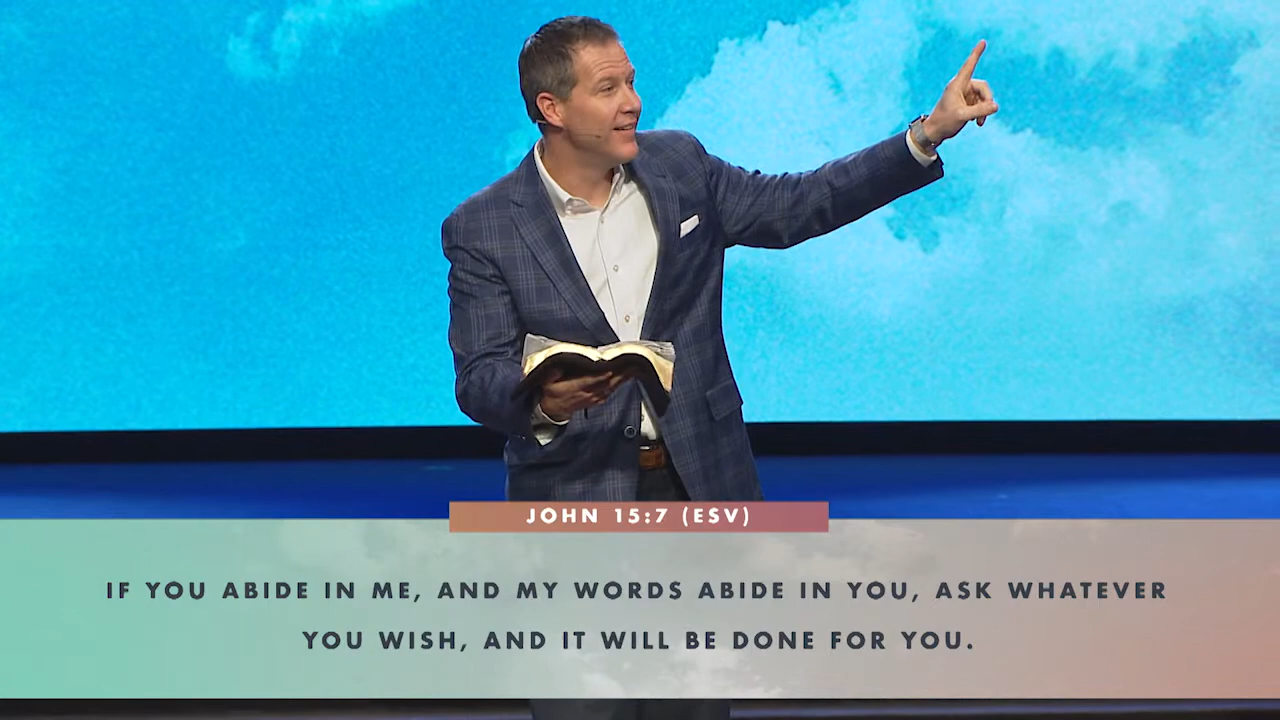 JOHN 15:7 (ESV)
IF YOU ABIDE IN ME, AND MY WORDS ABIDE IN YOU, ASK WHATEVER
YOU WISH, AND IT WILL BE DONE FOR YOU.